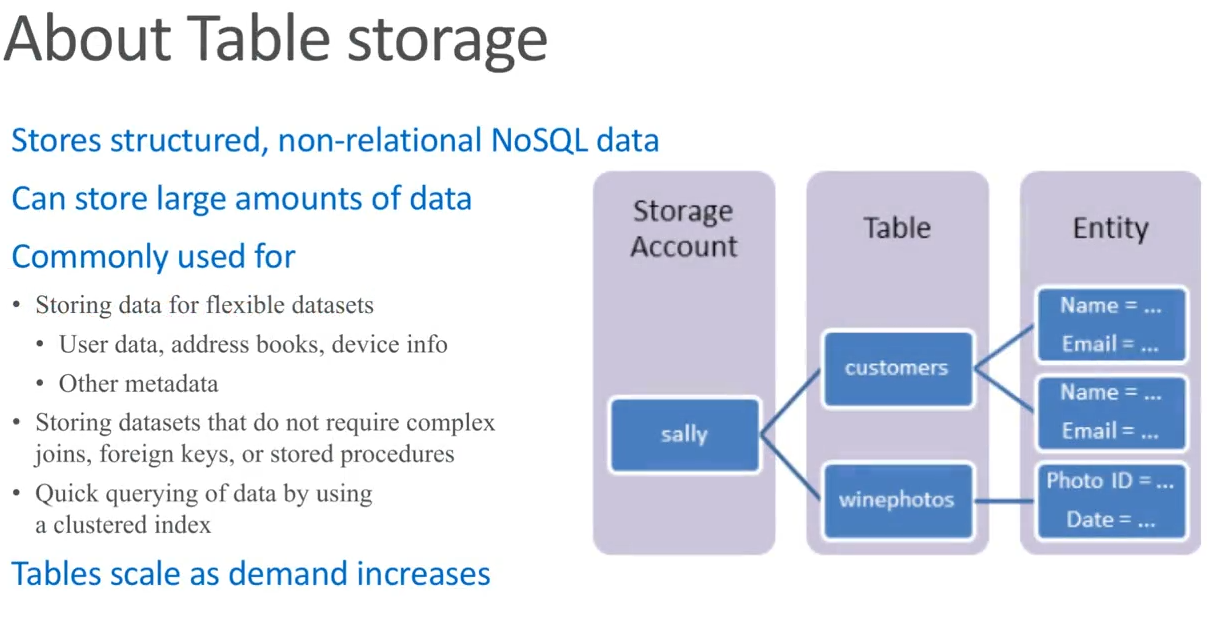 About Table storage
Stores structured, non-relational NoSQL data
Can store large amounts of data
Commonly used for
• Storing data for flexible datasets
• User data, address books, device info
• Other metadata
• Storing datasets that do not require complex
joins, foreign keys, or stored procedures
• Quick querying of data by using
a clustered index
Tables scale as demand increases
Storage
Account
sally
Table
customers
winephotos
Entity
Name = ...
Email = ...
Name = ...
Email = ...
Photo ID = ...
Date = ...